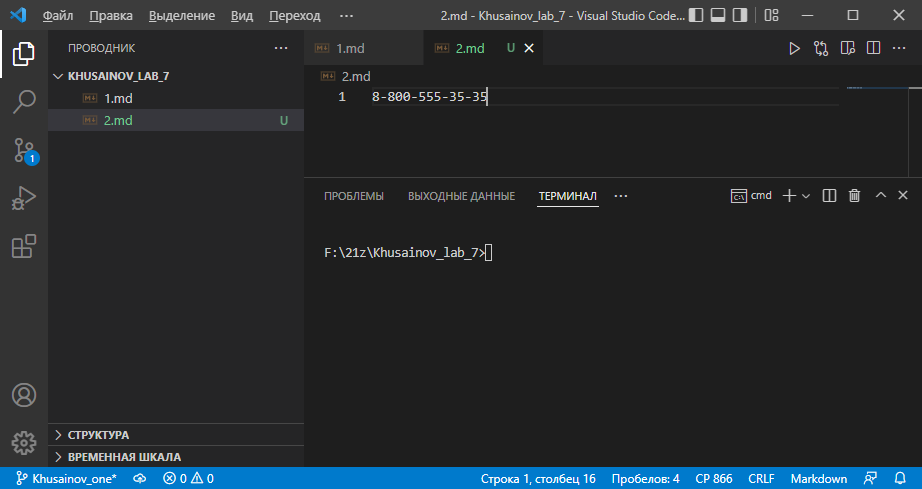 Файл Правка Выделение Вид Переход ··· 2.md - Khusainov_lab_7 - Visual Studio Code...
ПРОВОДНИК ···
KHUSAINOV_LAB_7
1.md
2.md U
1.md 2.md U
2.md
1 8-800-555-35-35
1
ПРОБЛЕМЫ ВЫХОДНЫЕ ДАННЫЕ ТЕРМИНАЛ ··· cmd
F:\21z\Khusainov_lab_7>
СТРУКТУРА
ВРЕМЕННАЯ ШКАЛА
Khusainov_one* 0 0 Строка 1, столбец 16 Пробелов: 4 CP 866 CRLF Markdown